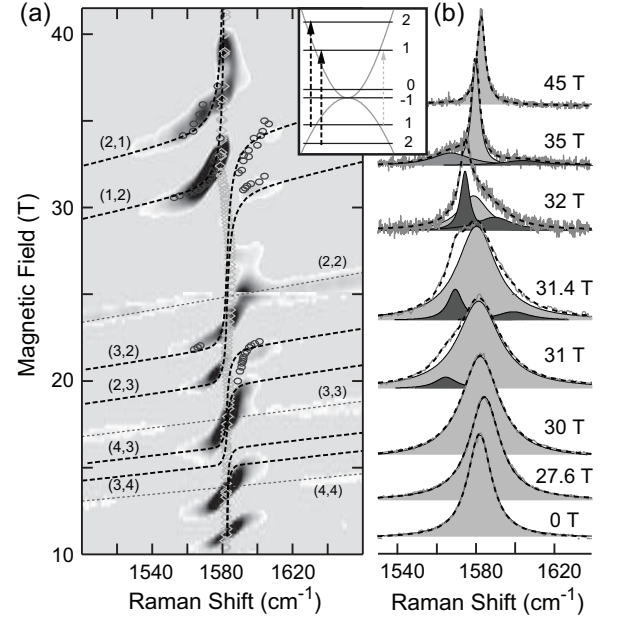 (a)
(b)
40
30
20
10
Magnetic Field (T)
(2,1)
(1,2)
(2,2)
(3,2)
(2,3)
(3,3)
(4,3)
(3,4)
(4,4)
1540 1580 1620
Raman Shift (cm-1)
2
1
0
-1
1
2
45 T
35 T
32 T
31.4 T
31 T
30 T
27.6 T
0 T
1540 1580 1620
Raman Shift (cm-1)